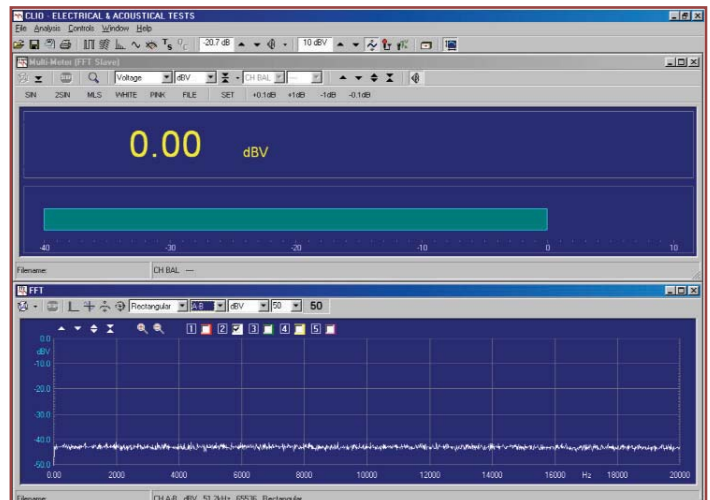 CLIO - ELECTRICAL & ACOUSTICAL TESTS
File Analysis Controls Window Help
-20.7 dB 10 dBV
Multi-Meter (FFT Slave)
Voltage dBV CH BAL ---
SIN 2SIN MLS WHITE PINK FILE SET +0.1dB +1dB -1dB -0.1dB
0.00 dBV
-40 -30 -20 -10 0 10
Filename: CH BAL ---
FFT
Rectangular A-B dBV 50 50
1 2 3 4 5
0.0
dBV
-10.0
-20.0
-30.0
-40.0
-50.0
0.00 2000 4000 6000 8000 10000 12000 14000 16000 Hz 18000 20000
Filename: CH A-B dBV 51.2kHz 65536 Rectangular